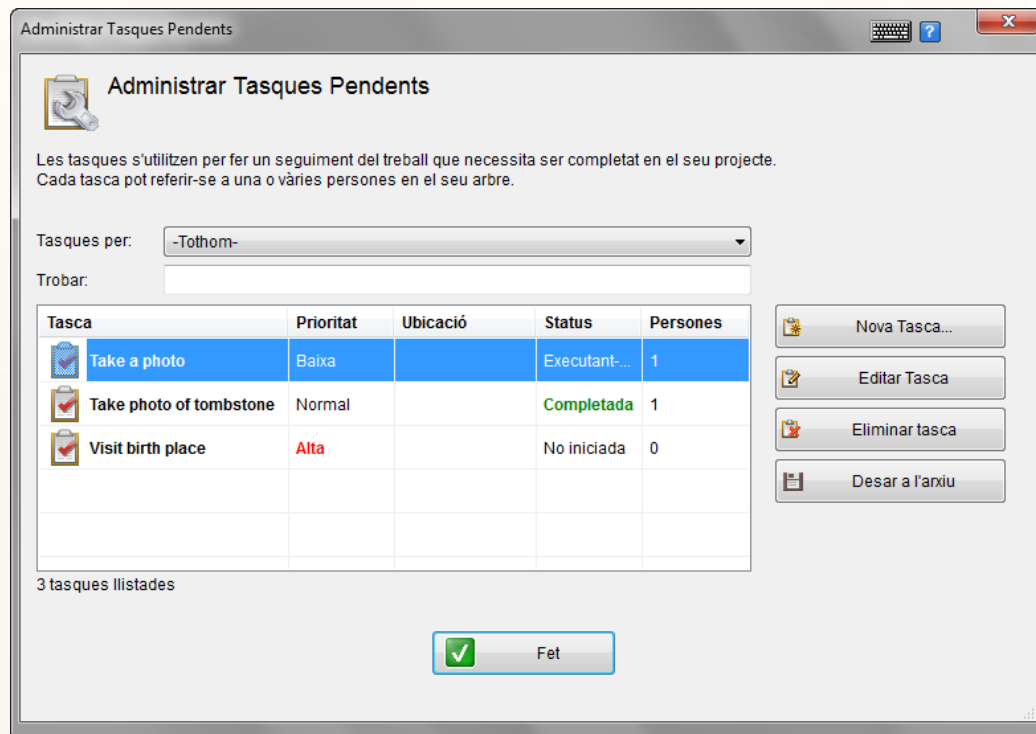 Administrar Tasques Pendents
Administrar Tasques Pendents
Les tasques s'utilitzen per fer un seguiment del treball que necessita ser completat en el seu projecte.
Cada tasca pot referir-se a una o vàries persones en el seu arbre.
Tasques per: -Tothom-
Trobar:
Tasca Prioritat Ubicació Status Persones
Take a photo Baixa Executant-... 1
Take photo of tombstone Normal Completada 1
Visit birth place Alta No iniciada 0
Nova Tasca...
Editar Tasca
Eliminar tasca
Desar a l'arxiu
3 tasques llistades
Fet